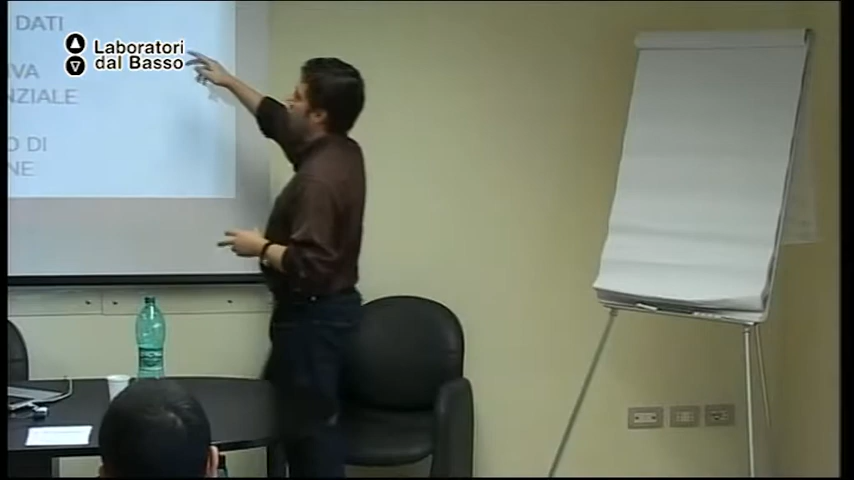 DATI
Laboratori
dal Basso
VA
NZIALE
O DI
NE